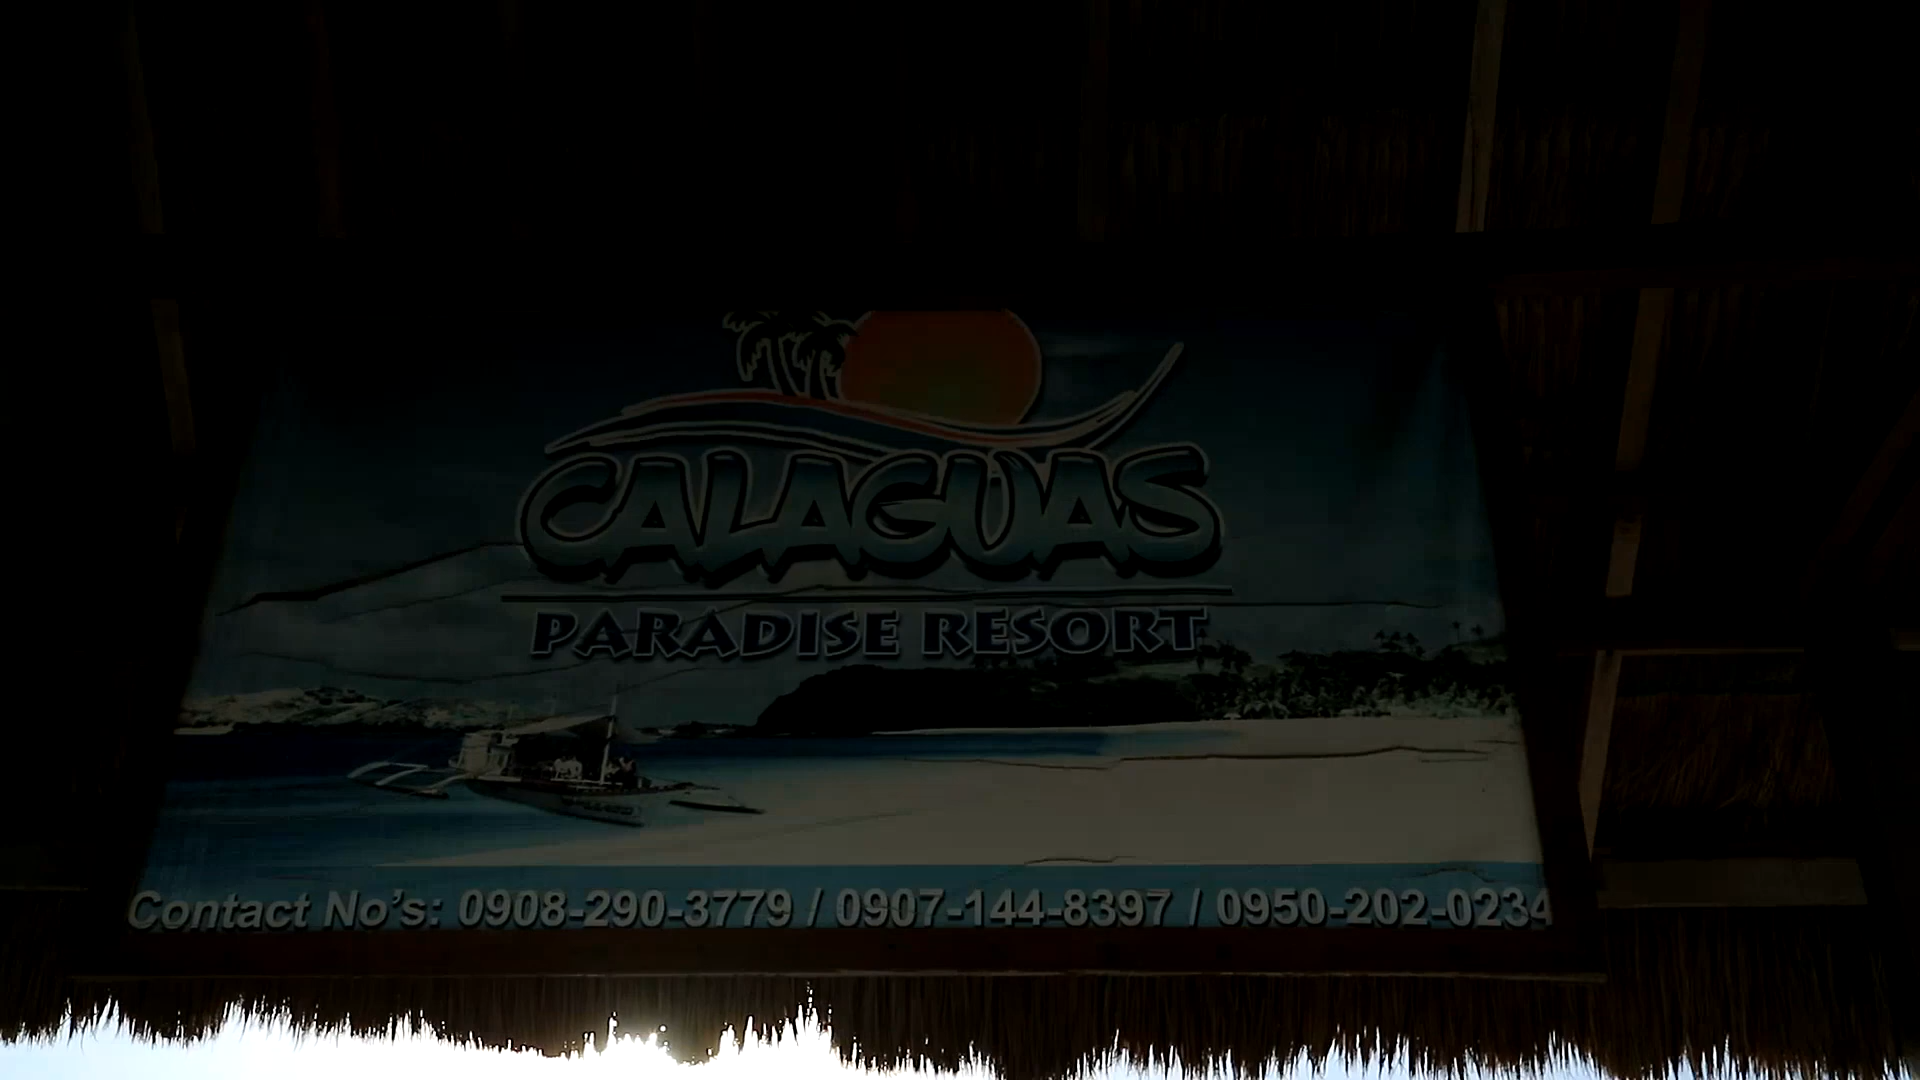 CALAGUAS
PARADISE RESORT
Contact No's: 0908-290-3779 / 0907-144-8397 / 0950-202-0234